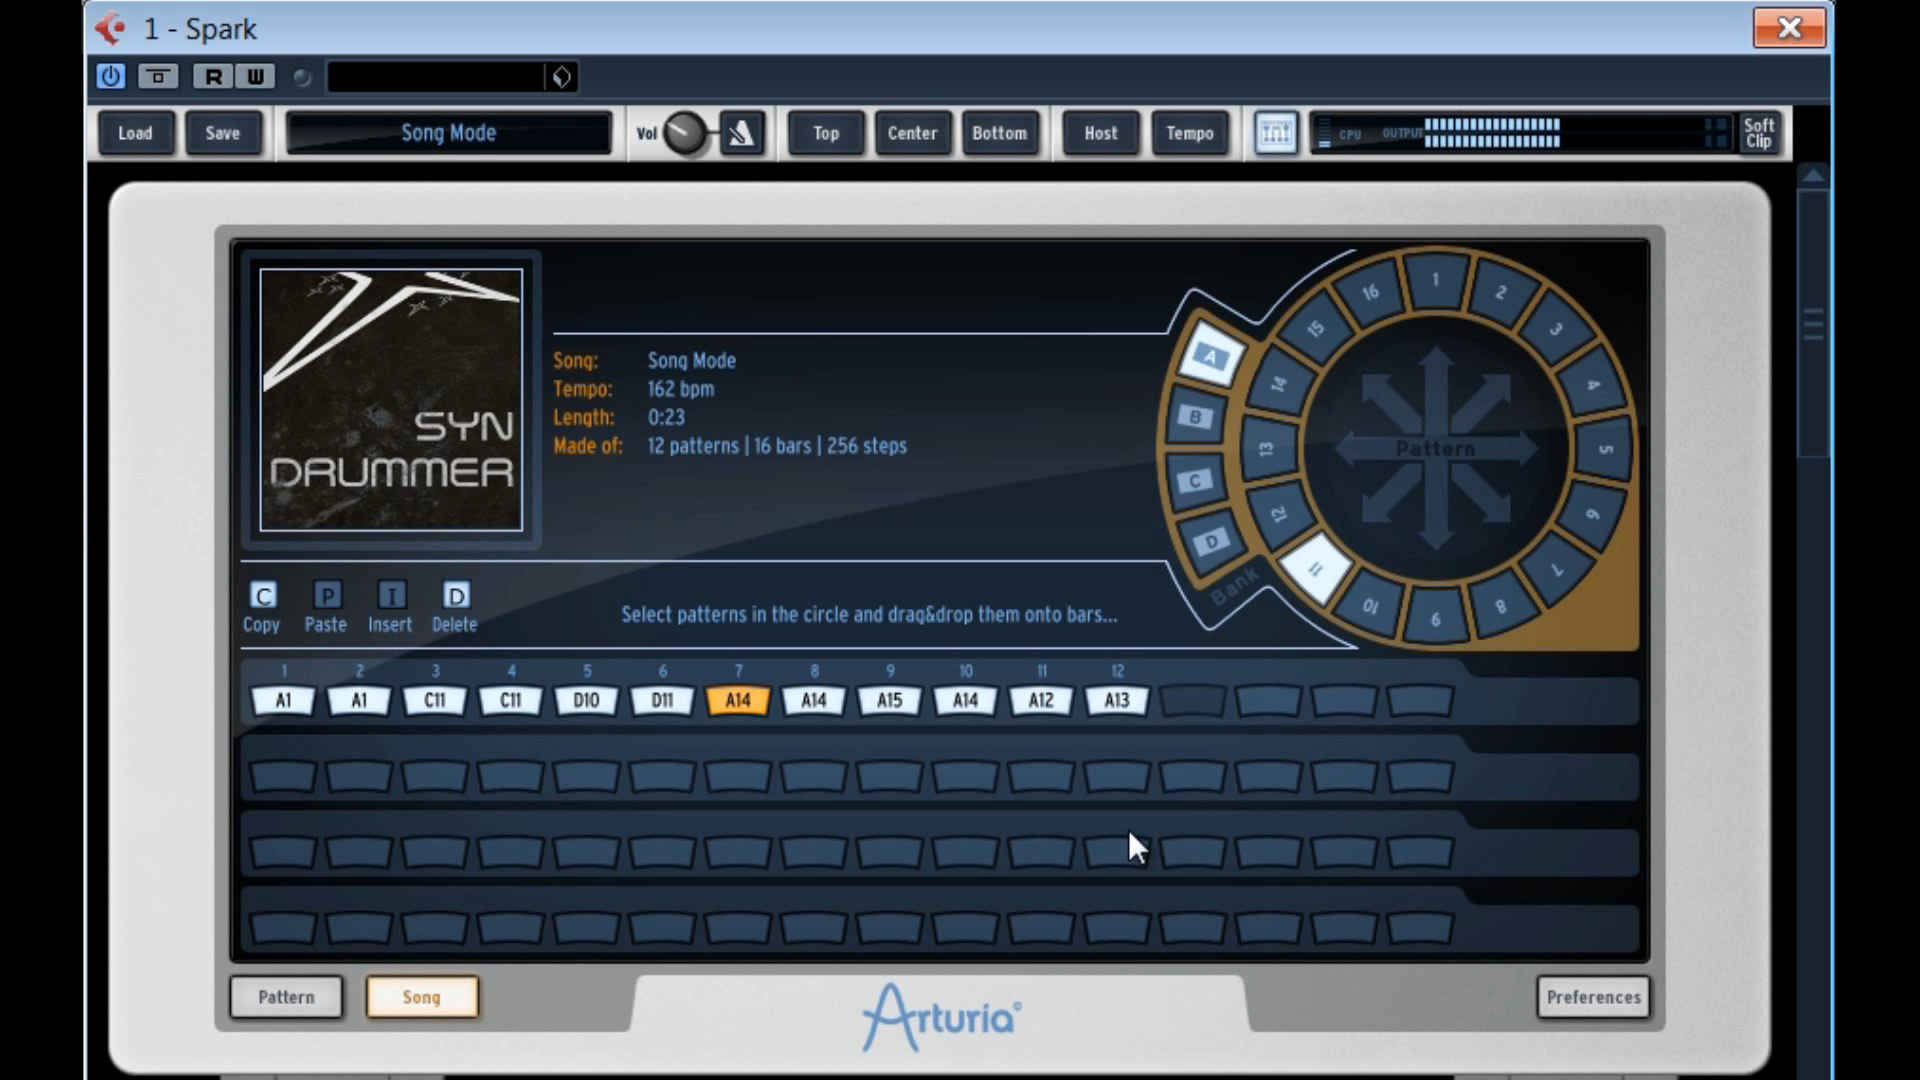 1 - Spark
R W
Load Save Song Mode Vol Top Center Bottom Host Tempo CPU OUTPUT Soft Clip
SYN
DRUMMER
Song: Song Mode
Tempo: 162 bpm
Length: 0:23
Made of: 12 patterns | 16 bars | 256 steps
A
B
C
D
Bank
1
2
3
4
5
6
7
8
9
10
11
12
13
14
15
16
Pattern
C P I D
Copy Paste Insert Delete
Select patterns in the circle and drag&drop them onto bars...
1 2 3 4 5 6 7 8 9 10 11 12
A1 A1 C11 C11 D10 D11 A14 A14 A15 A14 A12 A13
Pattern Song Arturia© Preferences